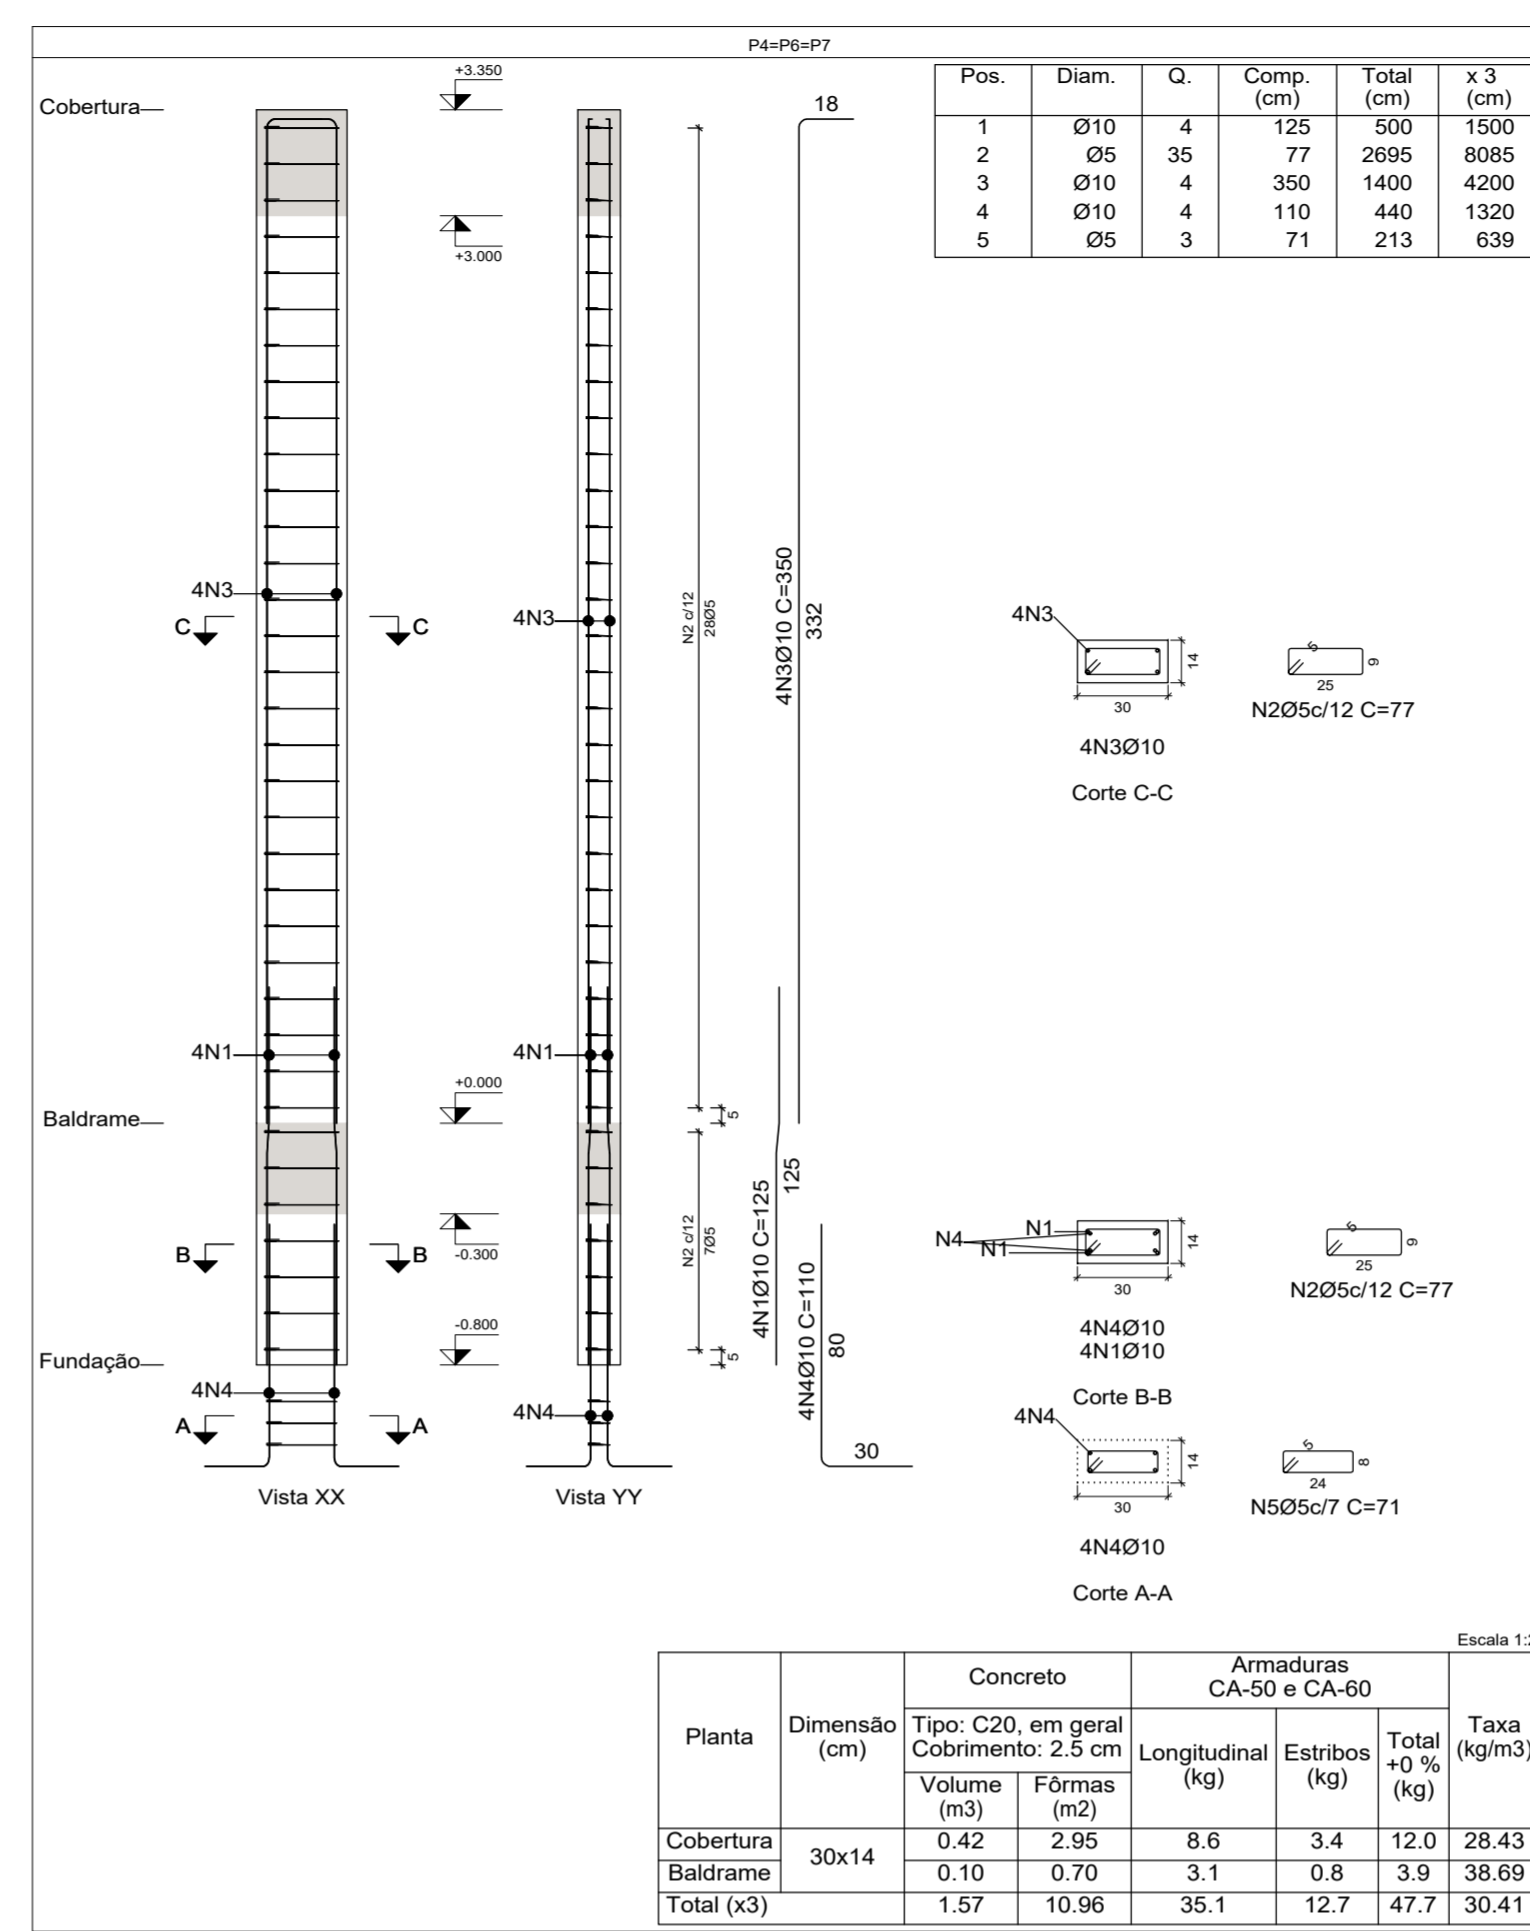 P4=P6=P7
Pos. Diam. Q. Comp. (cm) Total (cm) x 3 (cm)
1 Ø10 4 125 500 1500
2 Ø5 35 77 2695 8085
3 Ø10 4 350 1400 4200
4 Ø10 4 110 440 1320
5 Ø5 3 71 213 639
Cobertura
+3.350
+3.000
18
4N3
C C
4N3
N2 c/12
28Ø5
4N3Ø10 C=350
332
4N3
14
30
4N3Ø10
Corte C-C
5
9
25
N2Ø5c/12 C=77
4N1
4N1
+0.000
Baldrame
5
N2 c/12
7Ø5
4N1Ø10 C=125
125
B B
-0.300
-0.800
Fundação
5
4N4Ø10 C=110
80
30
4N4
4N4
A A
Vista XX
Vista YY
N4
N1
N1
14
30
4N4Ø10
4N1Ø10
Corte B-B
5
9
25
N2Ø5c/12 C=77
4N4
14
30
4N4Ø10
Corte A-A
5
8
24
N5Ø5c/7 C=71
Planta
Dimensão
(cm)
Concreto
Tipo: C20, em geral
Cobrimento: 2.5 cm
Volume
(m3)
Fôrmas
(m2)
Armaduras
CA-50 e CA-60
Longitudinal
(kg)
Estribos
(kg)
Total
+0 %
(kg)
Taxa
(kg/m3)
Cobertura 30x14 0.42 2.95 8.6 3.4 12.0 28.43
Baldrame 0.10 0.70 3.1 0.8 3.9 38.69
Total (x3) 1.57 10.96 35.1 12.7 47.7 30.41